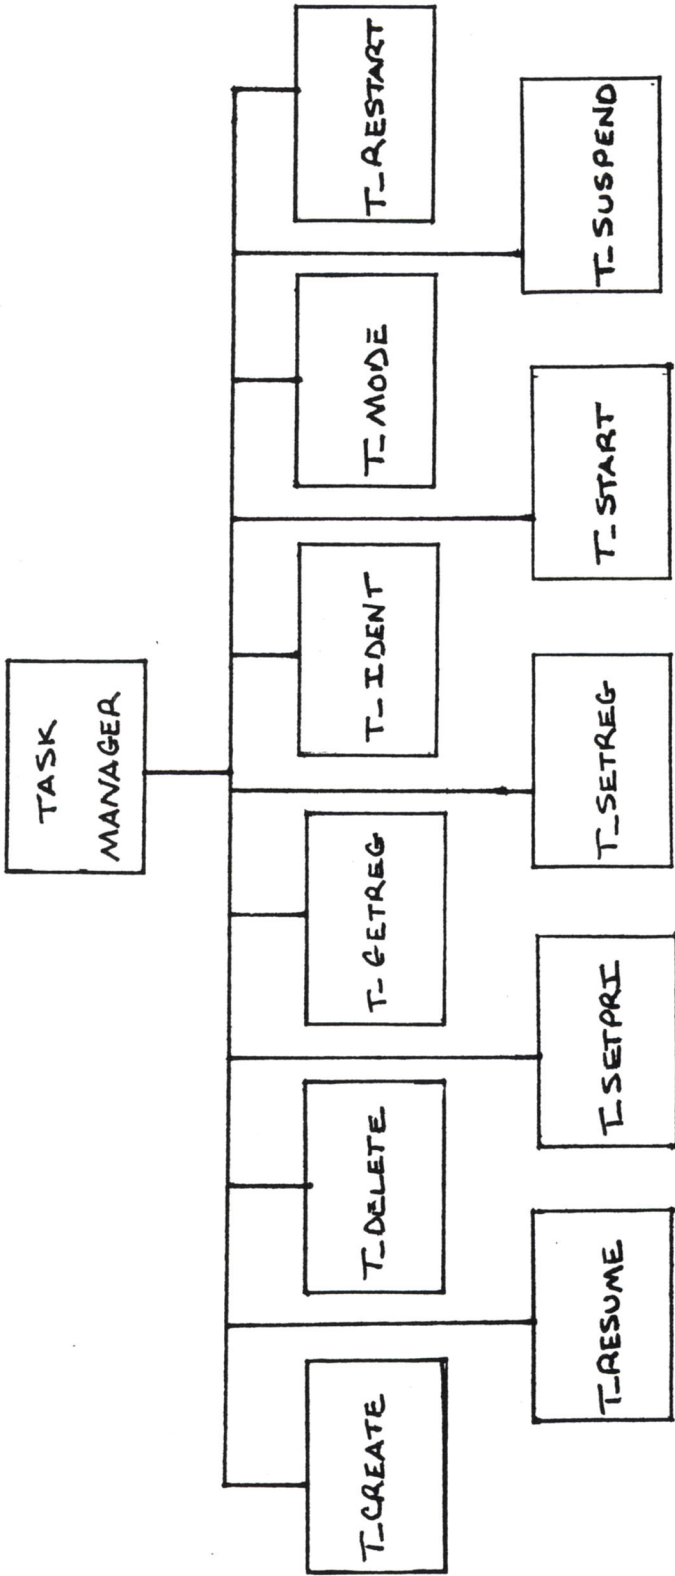 TASK
MANAGER
T_CREATE
T_DELETE
T_GETREG
T_IDENT
T_MODE
T_RESTART
T_RESUME
T_SETPRI
T_SETREG
T_START
T_SUSPEND